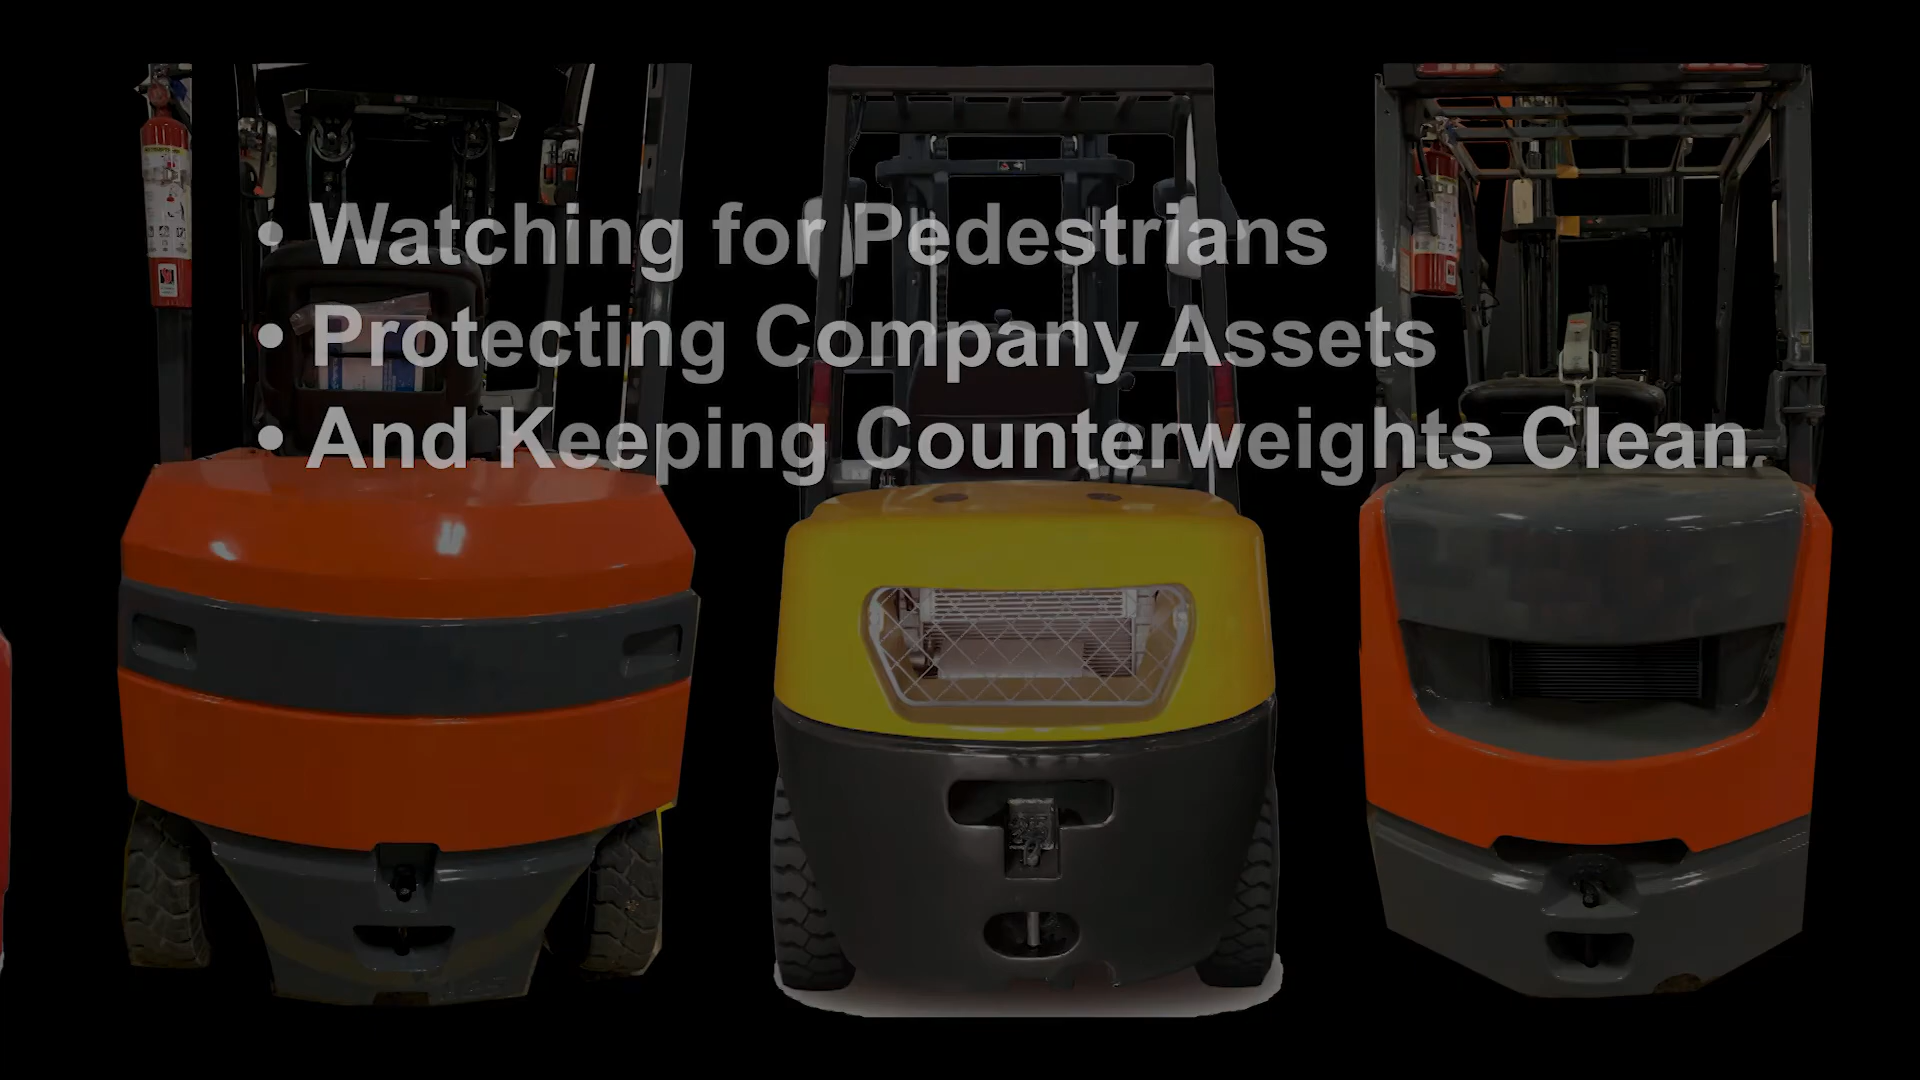 • Watching for Pedestrians
• Protecting Company Assets
• And Keeping Counterweights Clean